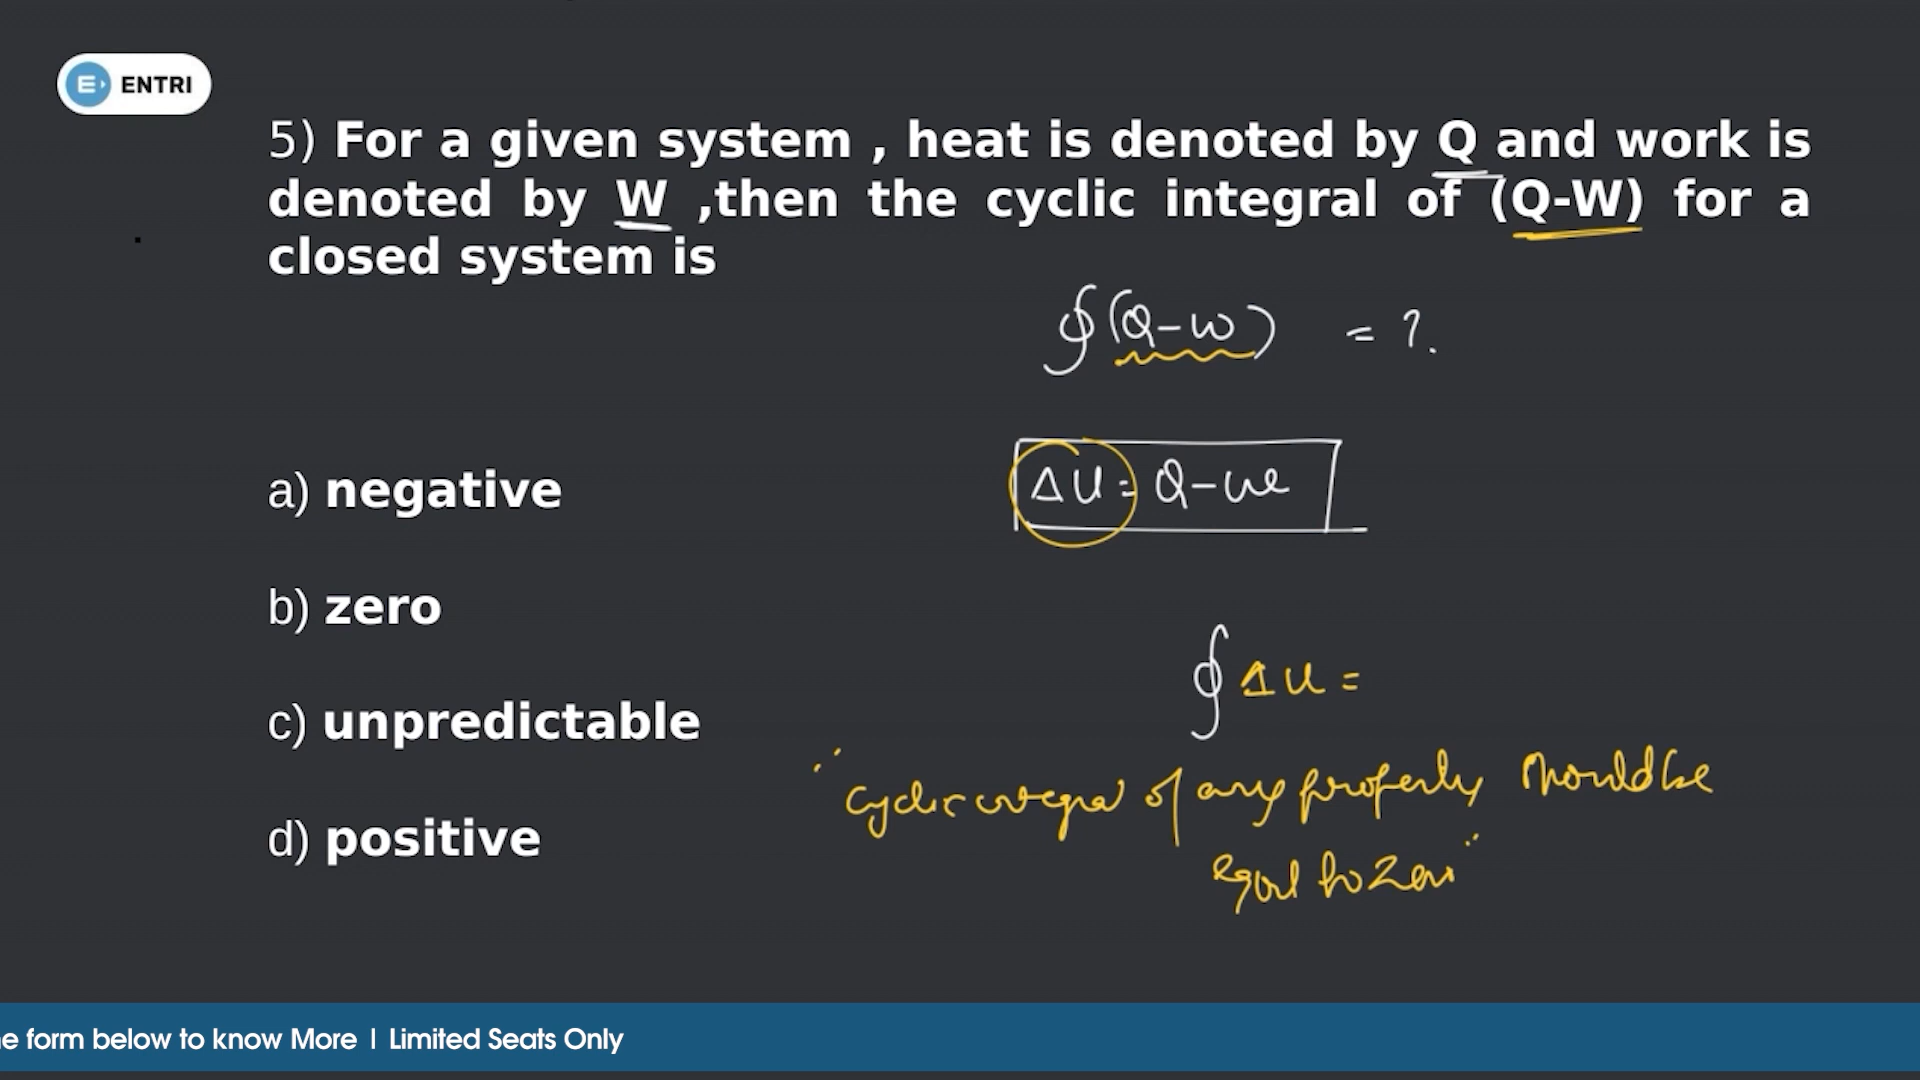 ENTRI
5) For a given system , heat is denoted by Q and work is
denoted by W ,then the cyclic integral of (Q-W) for a
closed system is
∮(Q-w) = ?.
ΔU = Q-we
a) negative
b) zero
∮ΔU =
c) unpredictable
"cyclic integral of any property should be
equal to zero"
d) positive
e form below to know More | Limited Seats Only